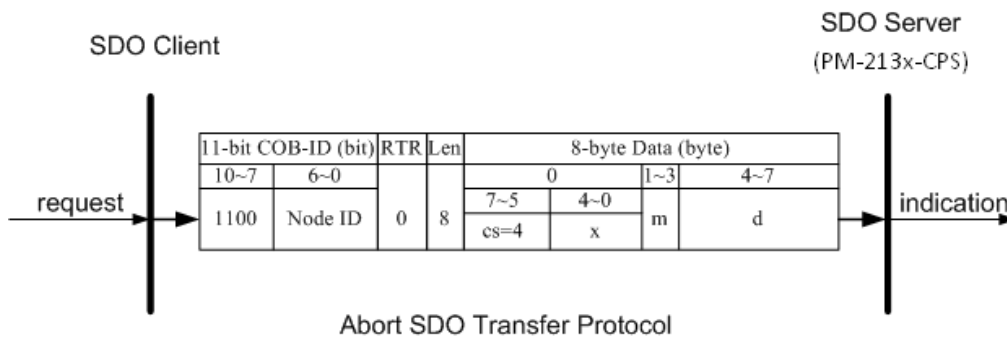 SDO Client
SDO Server
(PM-213x-CPS)
11-bit COB-ID (bit) RTR Len 8-byte Data (byte)
10~7 6~0 0 1~3 4~7
7~5 4~0
request 1100 Node ID 0 8 cs=4 x m d indication
Abort SDO Transfer Protocol